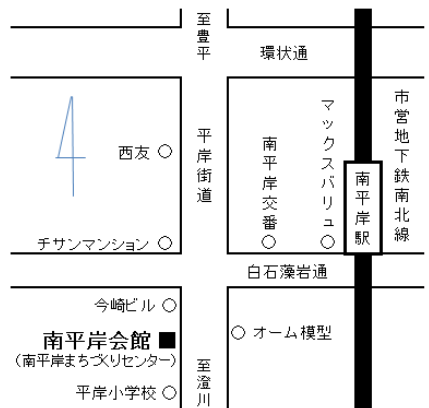 至豊平
環状通
市営地下鉄南北線
マックスバリュ
南平岸交番
平岸街道
西友
南平岸駅
チサンマンション
白石藻岩通
今崎ビル
南平岸会館
(南平岸まちづくりセンター)
オーム模型
平岸小学校
至澄川